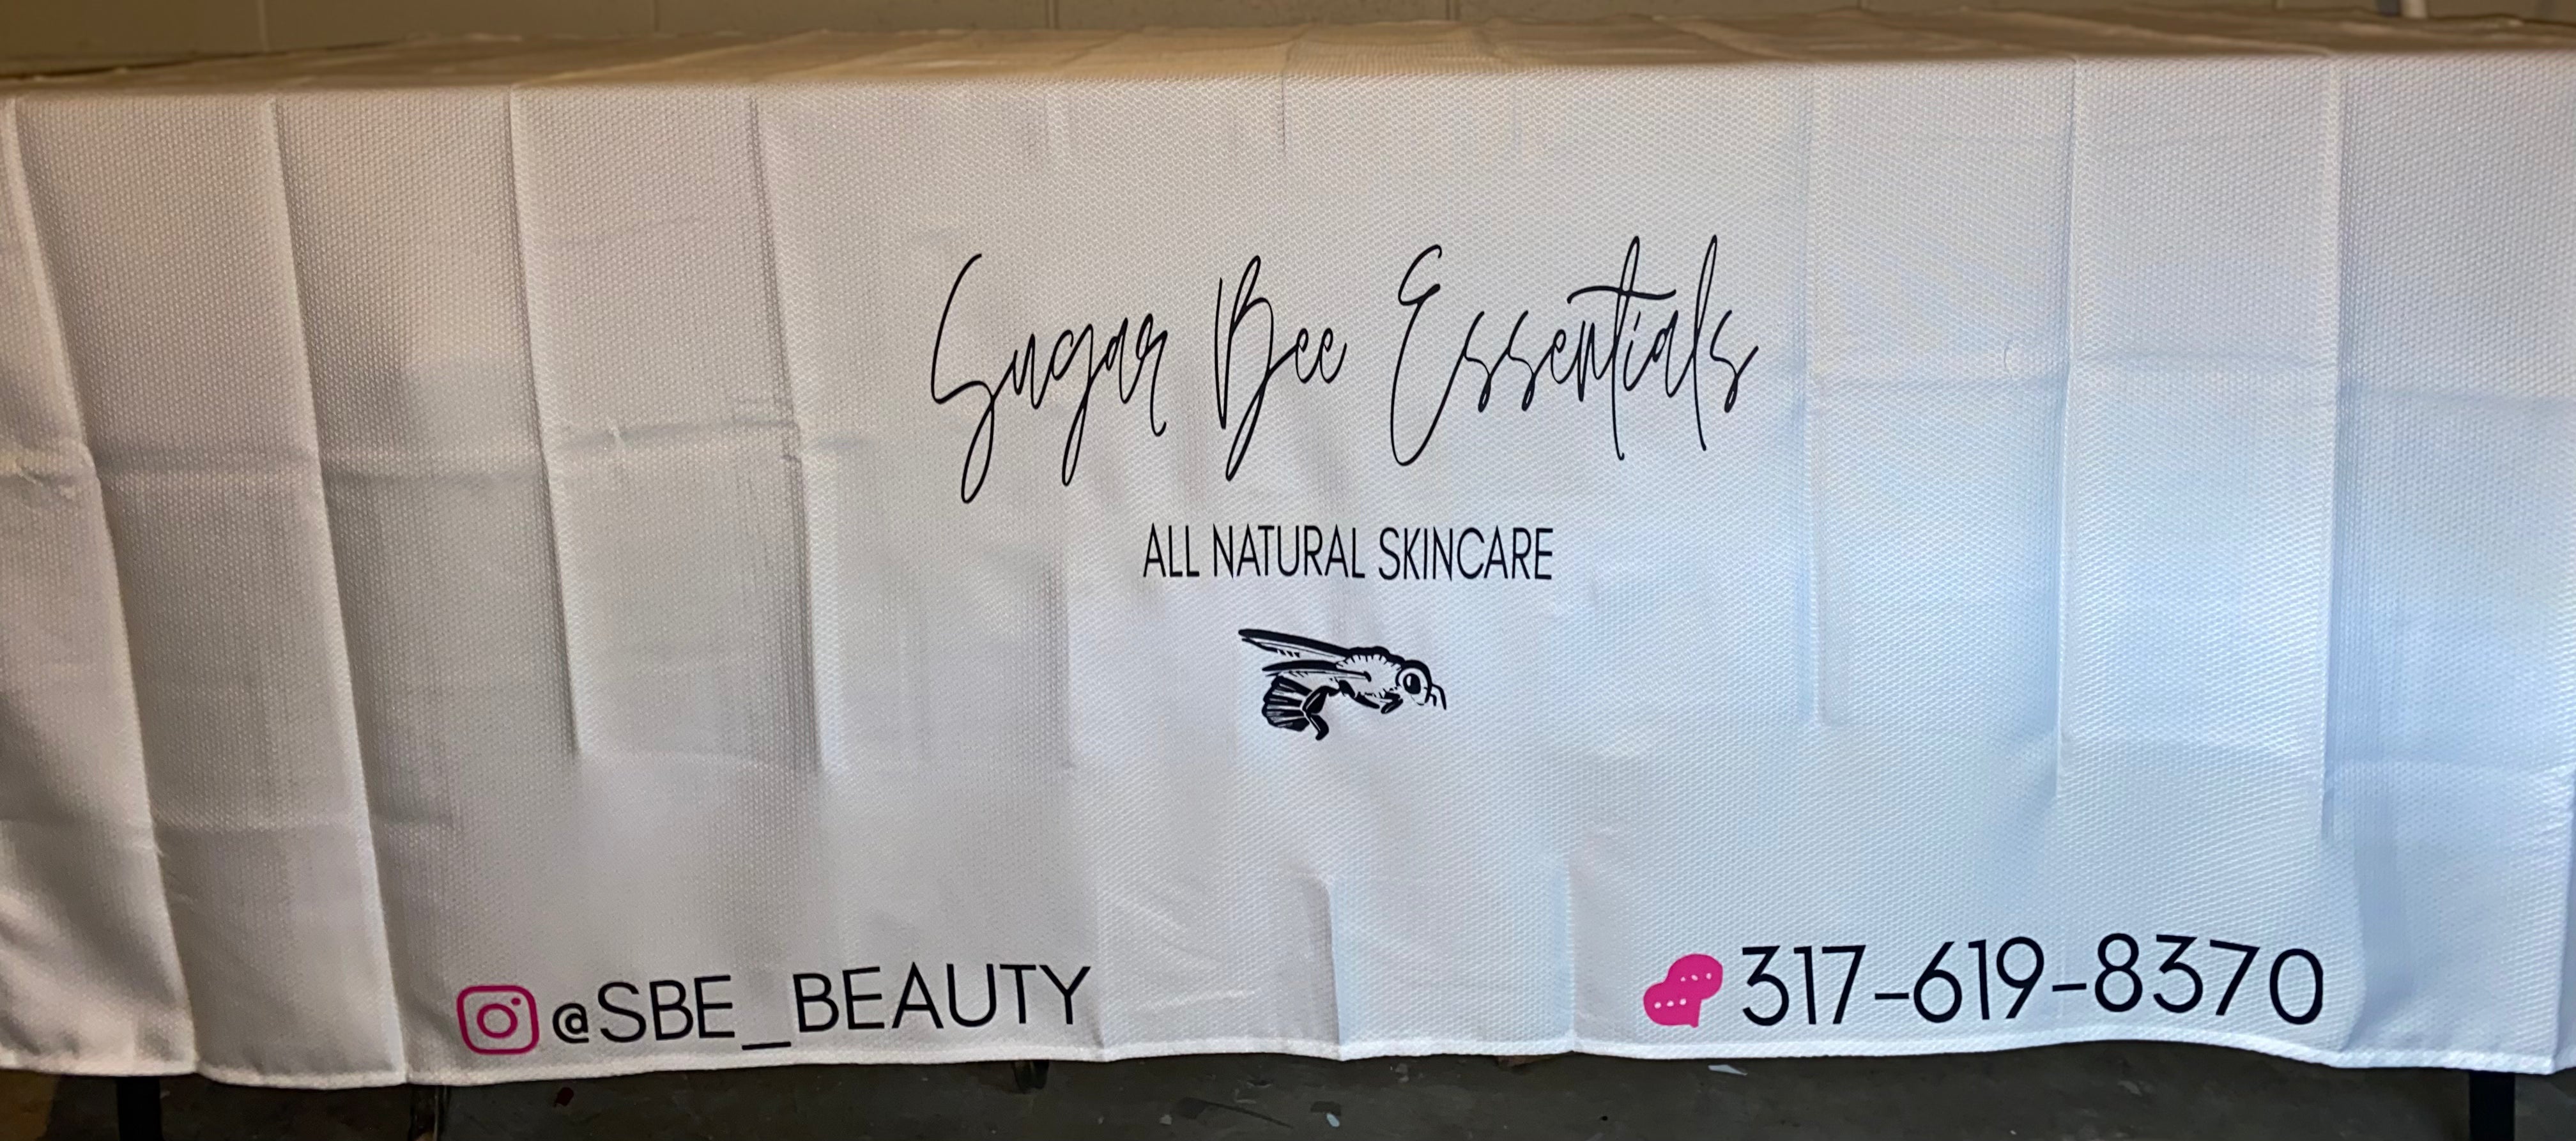 Sugar Bee Essentials
ALL NATURAL SKINCARE
@SBE_BEAUTY
317-619-8370